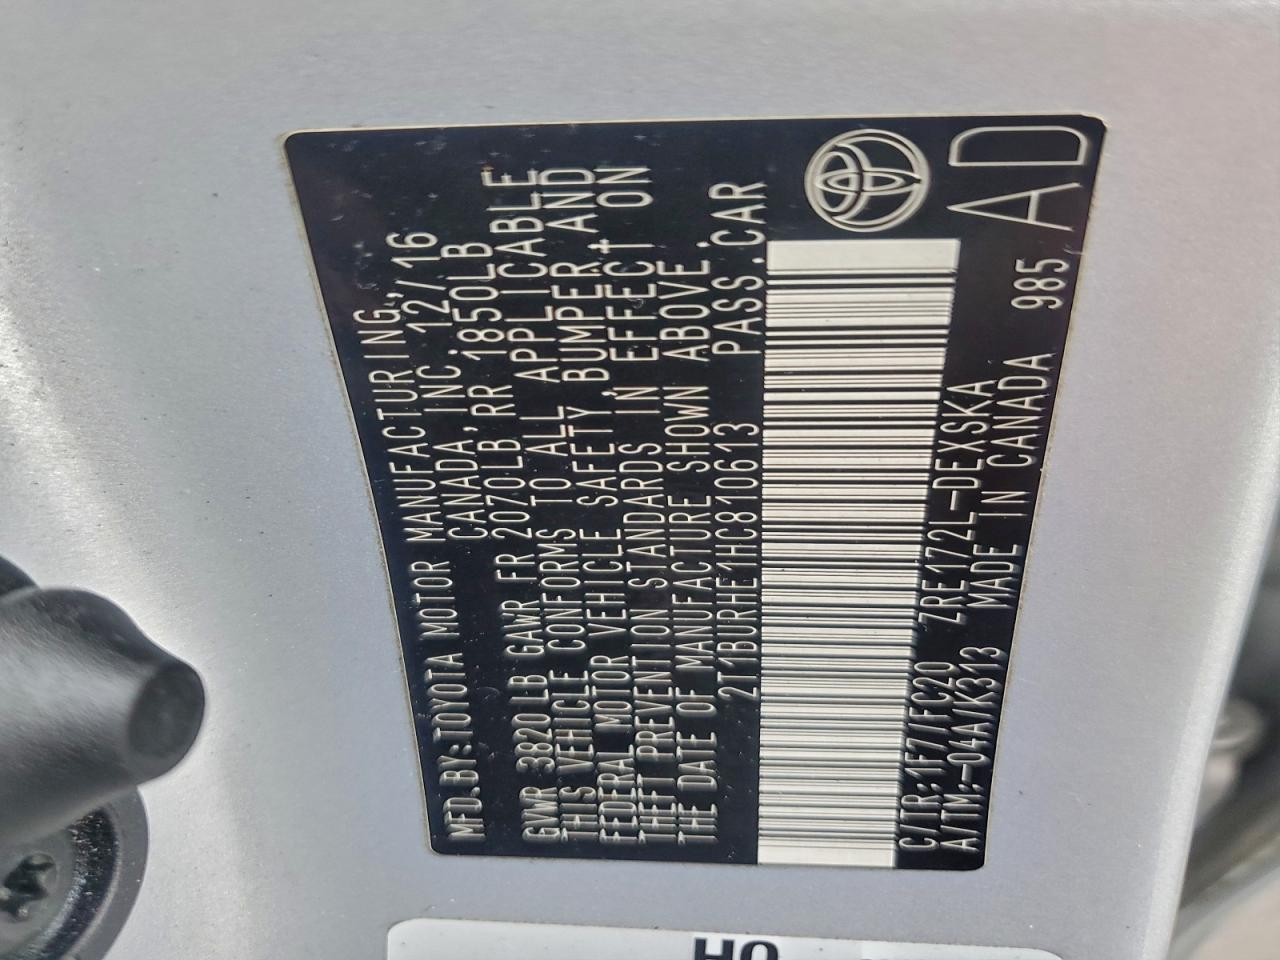 MFD.BY:TOYOTA MOTOR MANUFACTURING,
CANADA, INC. 12/16
GVWR 3820LB GAWR FR 2070LB,RR 1850LB
THIS VEHICLE CONFORMS TO ALL APPLICABLE
FEDERAL MOTOR VEHICLE SAFETY, BUMPER AND
THEFT PREVENTION STANDARDS IN EFFECT ON
THE DATE OF MANUFACTURE SHOWN ABOVE.
2T1BURHE1HC810613 PASS.CAR
C/TR:1F7/FC20 ZRE172L-DEXSKA
A/TM:-04A/K313 MADE IN CANADA 985
AD